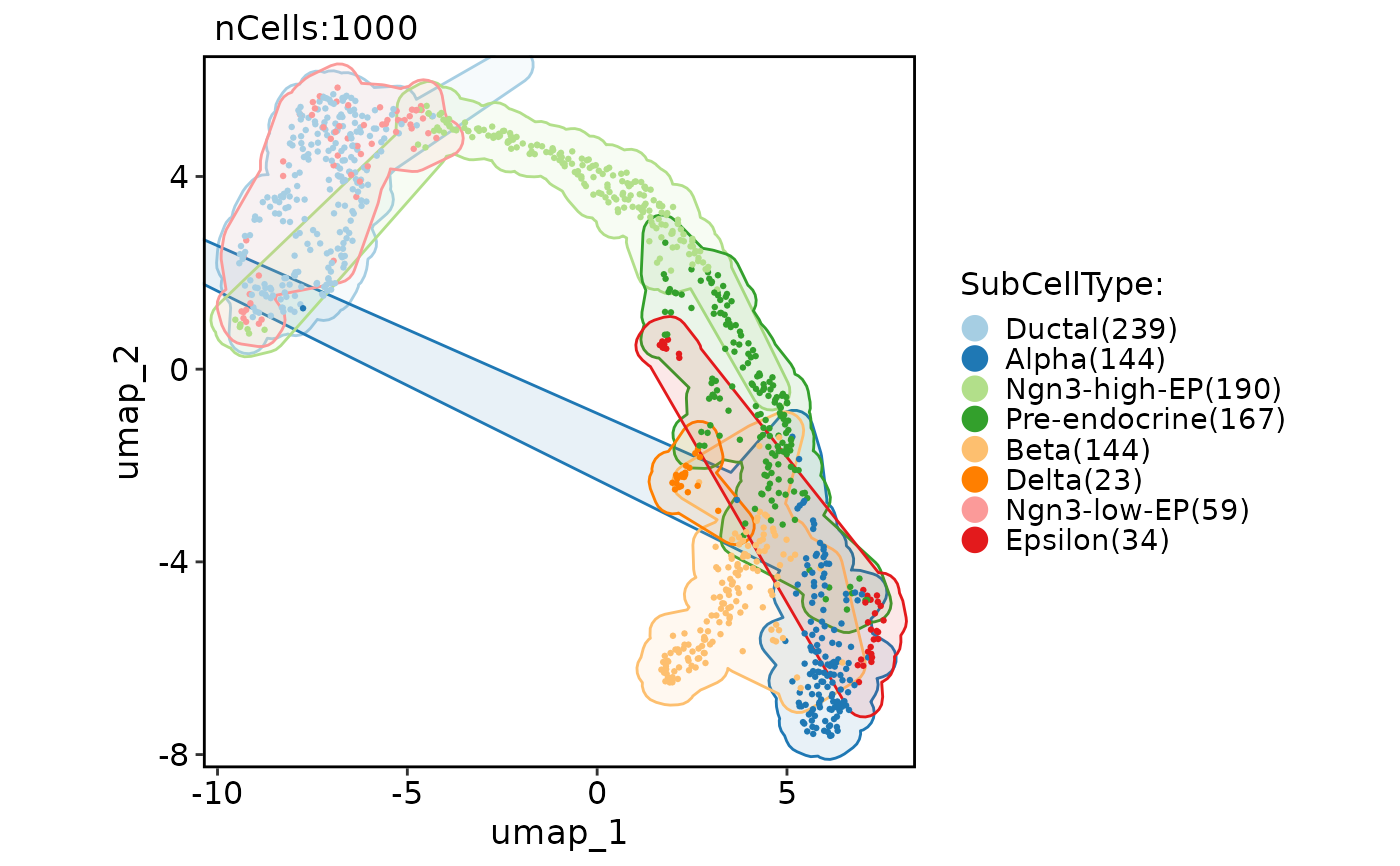 nCells:1000
umap_2
4
0
-4
-8
-10
-5
0
5
umap_1
SubCellType:
Ductal(239)
Alpha(144)
Ngn3-high-EP(190)
Pre-endocrine(167)
Beta(144)
Delta(23)
Ngn3-low-EP(59)
Epsilon(34)